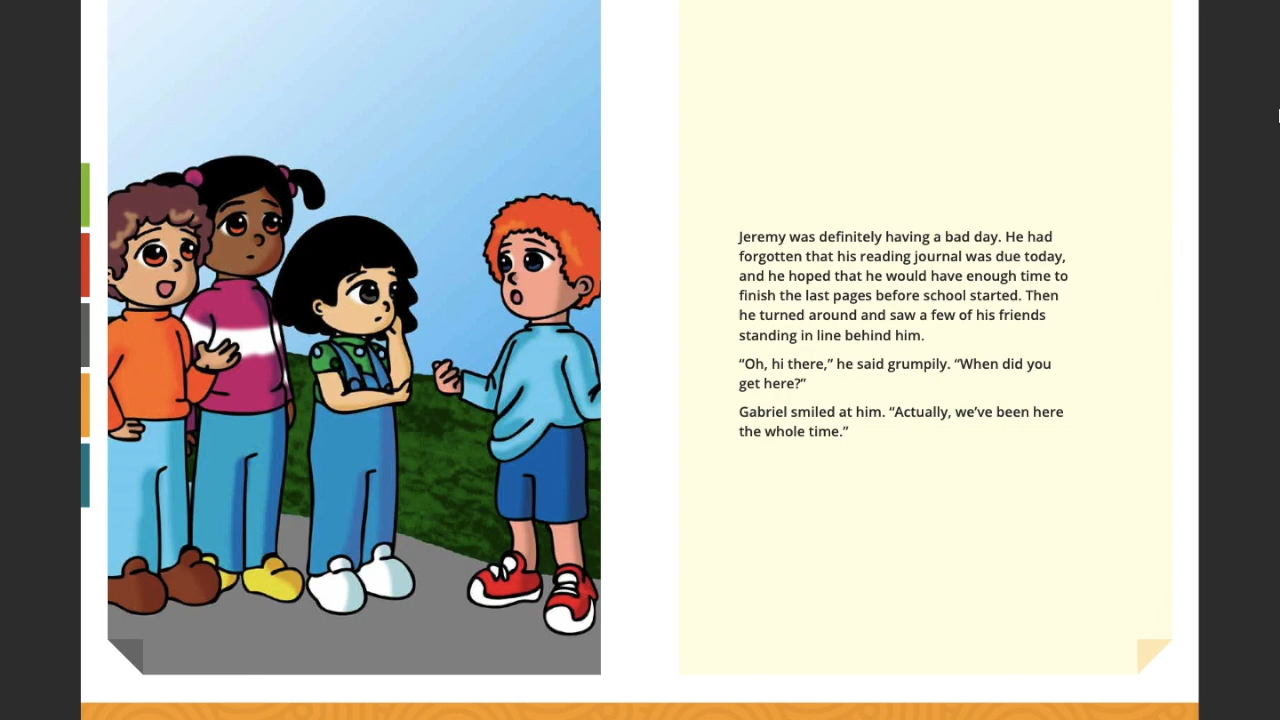 Jeremy was definitely having a bad day. He had
forgotten that his reading journal was due today,
and he hoped that he would have enough time to
finish the last pages before school started. Then
he turned around and saw a few of his friends
standing in line behind him.
“Oh, hi there,” he said grumpily. “When did you
get here?”
Gabriel smiled at him. “Actually, we’ve been here
the whole time.”